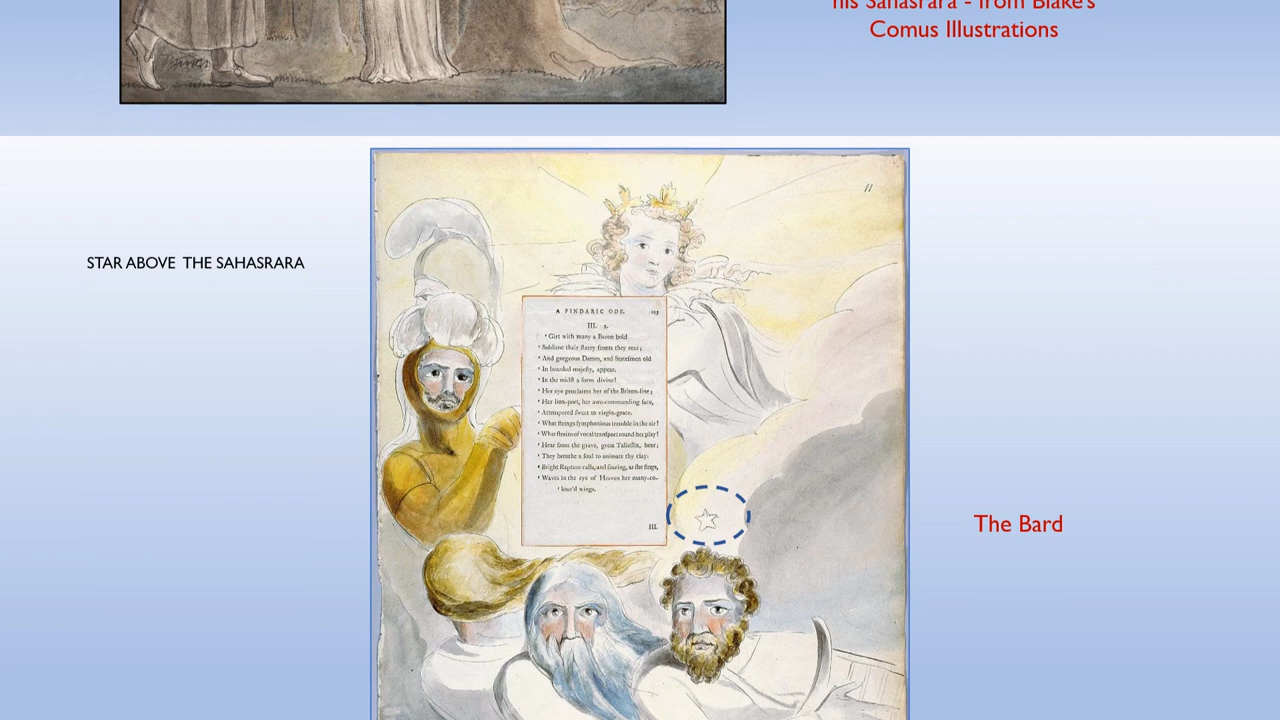 his Sahasrara - from Blake's
Comus Illustrations
11
STAR ABOVE THE SAHASRARA
A PINDARIC ODE. 113
III. 2.
‘ Girt with many a Baron bold
‘ Sublime their starry fronts they rear;
‘ And gorgeous Dames, and Statesmen old
‘ In bearded majesty, appear.
‘ In the midst a form divine!
‘ Her eye proclaims her of the Briton-line;
‘ Her lion-port, her awe-commanding face,
‘ Attemper'd sweet to virgin-grace.
‘ What strings symphonious tremble in the air!
‘ What strains of vocal transport round her play!
‘ Hear from the grave, great Taliessin, hear;
‘ They breathe a soul to animate thy clay.
‘ Bright Rapture calls, and soaring, as she sings,
‘ Waves in the eye of Heaven her many-co-
‘ lour'd wings.
III.
The Bard